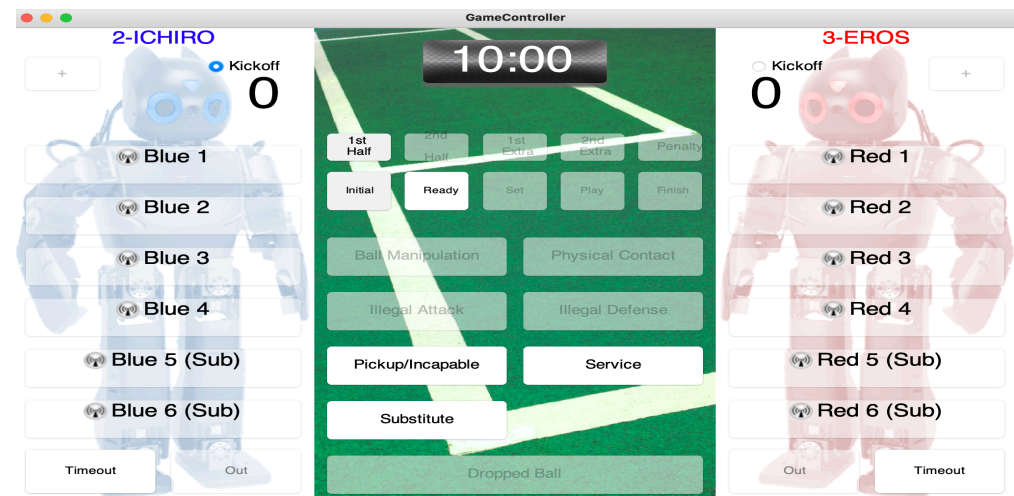 GameController
2-ICHIRO
+
Kickoff
0
Blue 1
Blue 2
Blue 3
Blue 4
Blue 5 (Sub)
Blue 6 (Sub)
Timeout
Out
10:00
1st Half
2nd Half
1st Extra
2nd Extra
Penalty
Initial
Ready
Set
Play
Finish
Ball Manipulation
Physical Contact
Illegal Attack
Illegal Defense
Pickup/Incapable
Service
Substitute
Dropped Ball
3-EROS
Kickoff
+
0
Red 1
Red 2
Red 3
Red 4
Red 5 (Sub)
Red 6 (Sub)
Out
Timeout